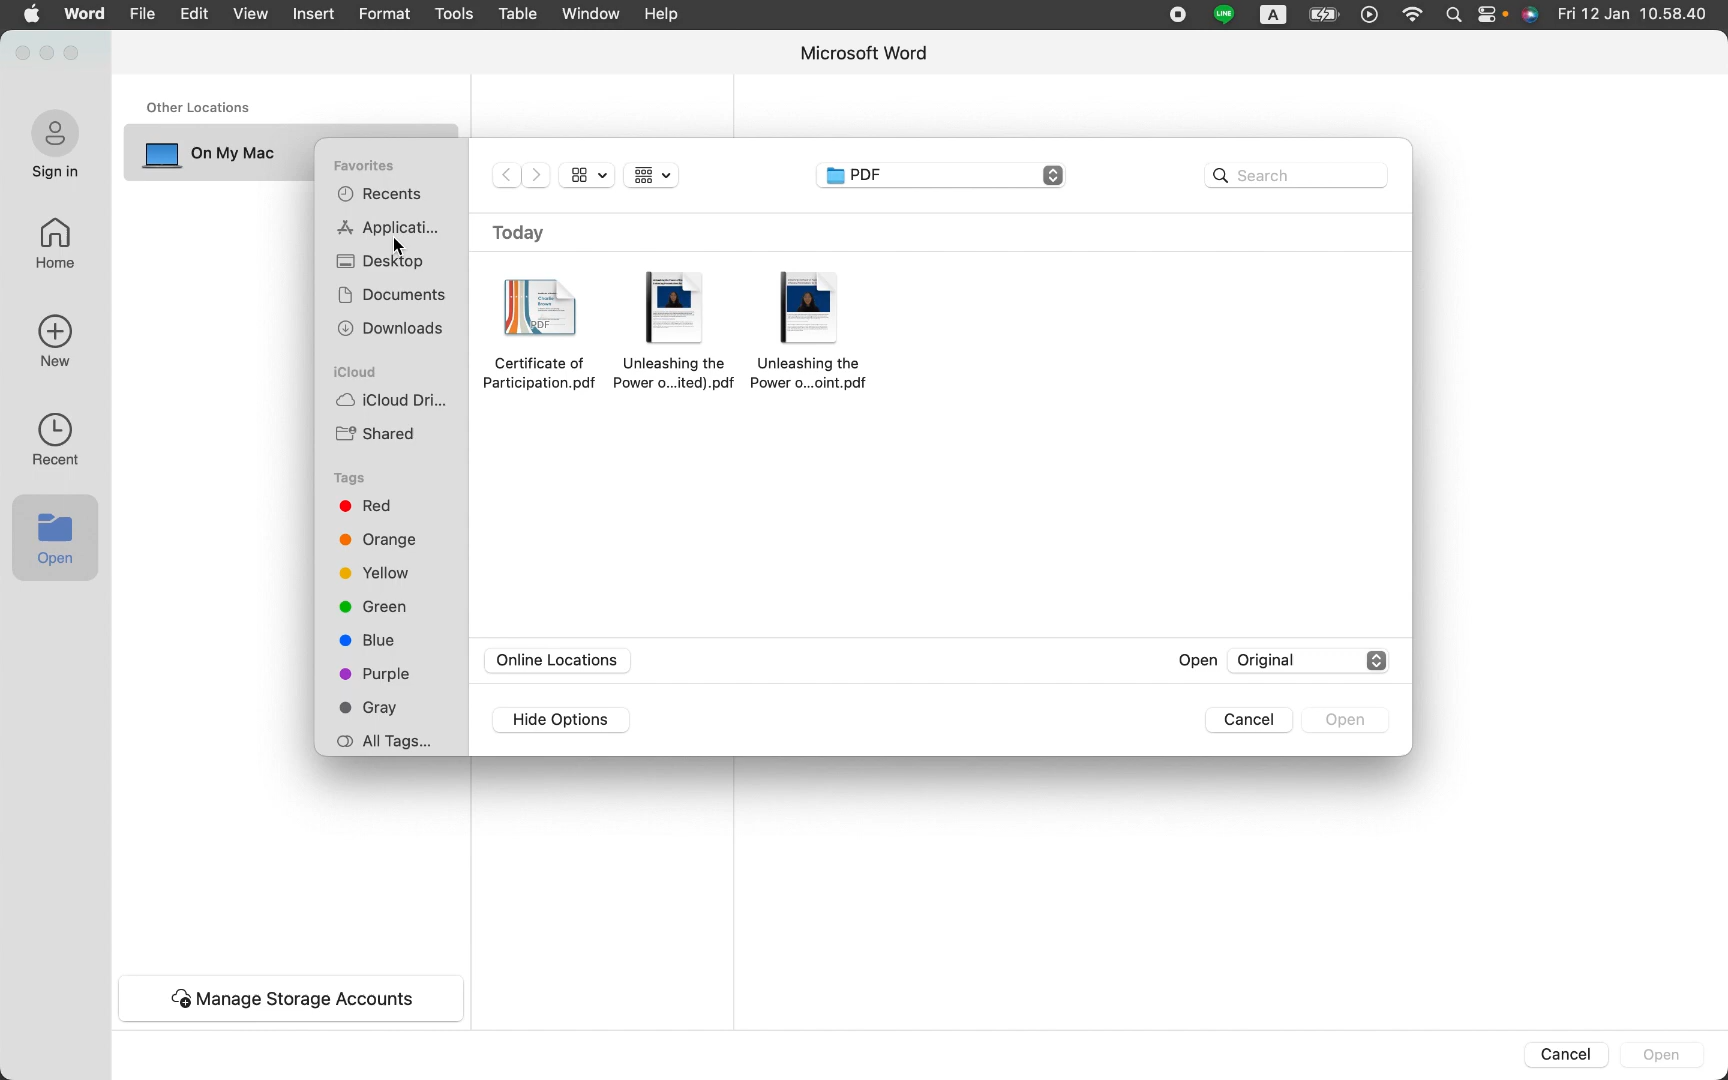 Word File Edit View Insert Format Tools Table Window Help LINE A Fri 12 Jan 10.58.40
Microsoft Word
Sign in
Home
New
Recent
Open
Other Locations
On My Mac
Favorites
Recents
Applicati...
Desktop
Documents
Downloads
iCloud
iCloud Dri...
Shared
Tags
Red
Orange
Yellow
Green
Blue
Purple
Gray
All Tags...
PDF
Search
Today
PDF
Certificate of
Participation.pdf
Unleashing the
Power o...ited).pdf
Unleashing the
Power o...oint.pdf
Online Locations
Open Original
Hide Options
Cancel Open
Manage Storage Accounts
Cancel Open